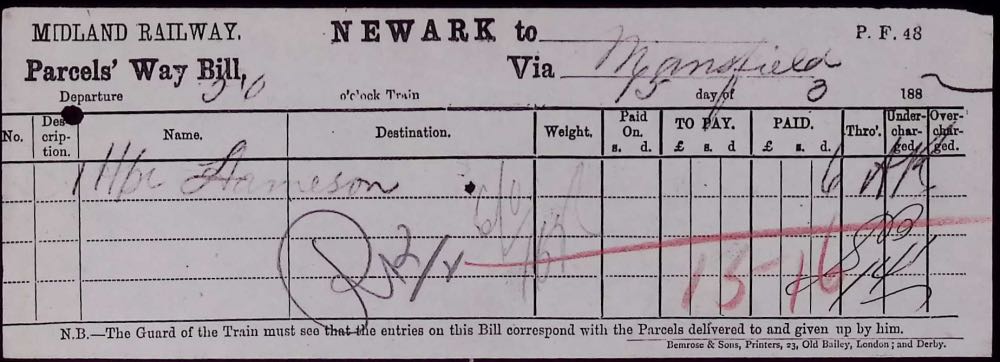 MIDLAND RAILWAY. NEWARK to P. F. 48
Parcels' Way Bill, Via Mansfield
Departure o'clock Train 15 day of 3 188
No. Description. Name. Destination. Weight. Paid On. s. d. TO PAY. £ s. d PAID. £ s. d. Thro'. Under-charged. Over-charged.
1 Jameson 6
15-16
N.B.—The Guard of the Train must see that the entries on this Bill correspond with the Parcels delivered to and given up by him.
Bemrose & Sons, Printers, 23, Old Bailey, London; and Derby.